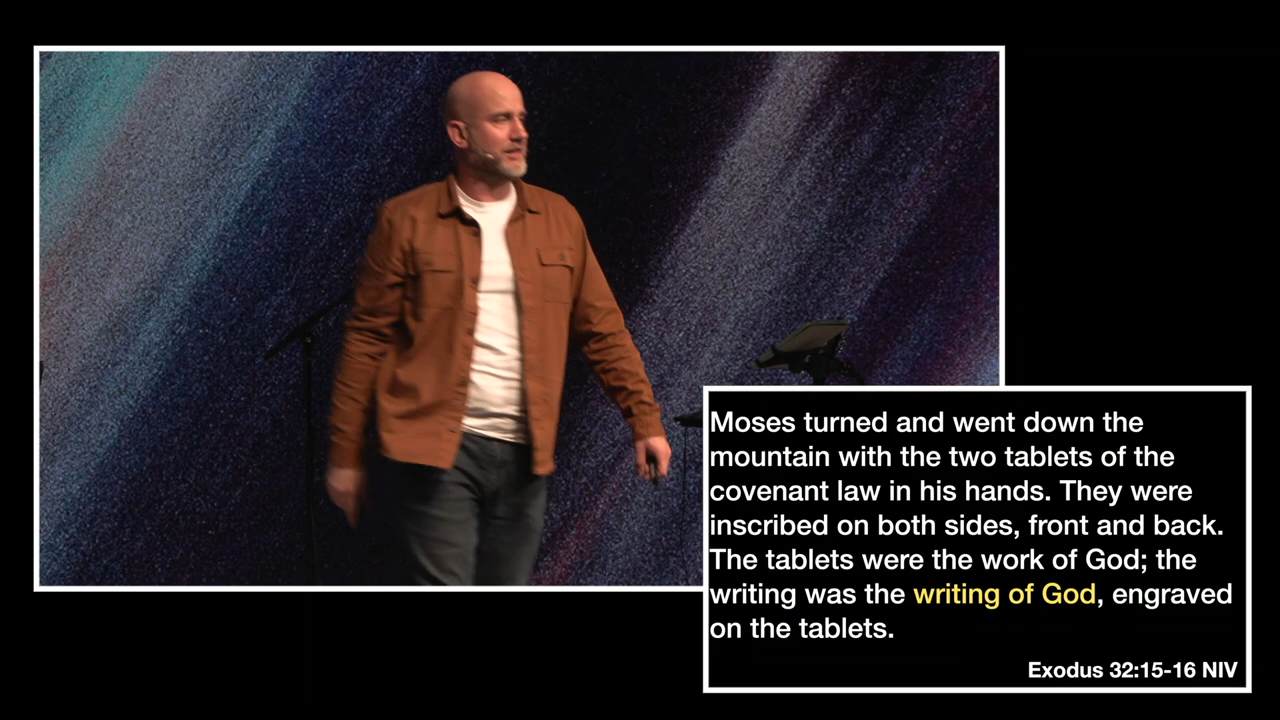 Moses turned and went down the
mountain with the two tablets of the
covenant law in his hands. They were
inscribed on both sides, front and back.
The tablets were the work of God; the
writing was the writing of God, engraved
on the tablets.
Exodus 32:15-16 NIV